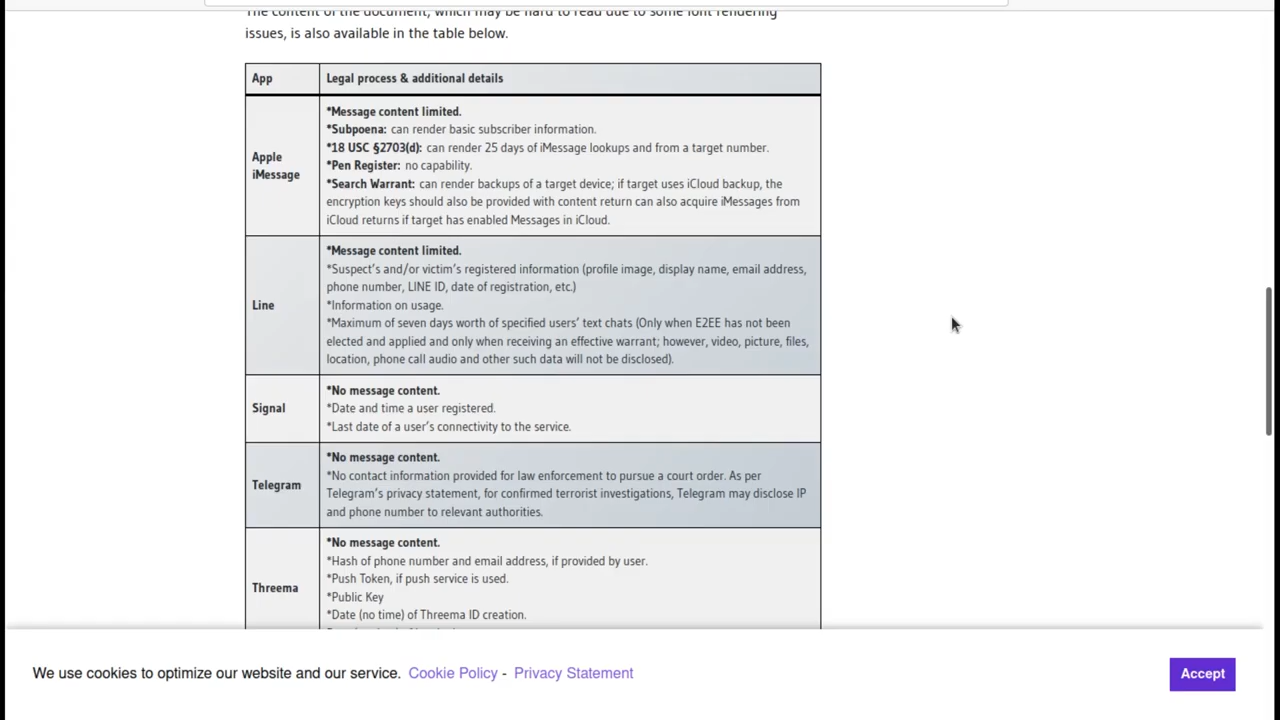 The content of the document, which may be hard to read due to some font rendering
issues, is also available in the table below.
App
Legal process & additional details
Apple
iMessage
*Message content limited.
*Subpoena: can render basic subscriber information.
*18 USC §2703(d): can render 25 days of iMessage lookups and from a target number.
*Pen Register: no capability.
*Search Warrant: can render backups of a target device; if target uses iCloud backup, the
encryption keys should also be provided with content return can also acquire iMessages from
iCloud returns if target has enabled Messages in iCloud.
Line
*Message content limited.
*Suspect's and/or victim's registered information (profile image, display name, email address,
phone number, LINE ID, date of registration, etc.)
*Information on usage.
*Maximum of seven days worth of specified users' text chats (Only when E2EE has not been
elected and applied and only when receiving an effective warrant; however, video, picture, files,
location, phone call audio and other such data will not be disclosed).
Signal
*No message content.
*Date and time a user registered.
*Last date of a user's connectivity to the service.
Telegram
*No message content.
*No contact information provided for law enforcement to pursue a court order. As per
Telegram's privacy statement, for confirmed terrorist investigations, Telegram may disclose IP
and phone number to relevant authorities.
Threema
*No message content.
*Hash of phone number and email address, if provided by user.
*Push Token, if push service is used.
*Public Key
*Date (no time) of Threema ID creation.
We use cookies to optimize our website and our service. Cookie Policy - Privacy Statement
Accept